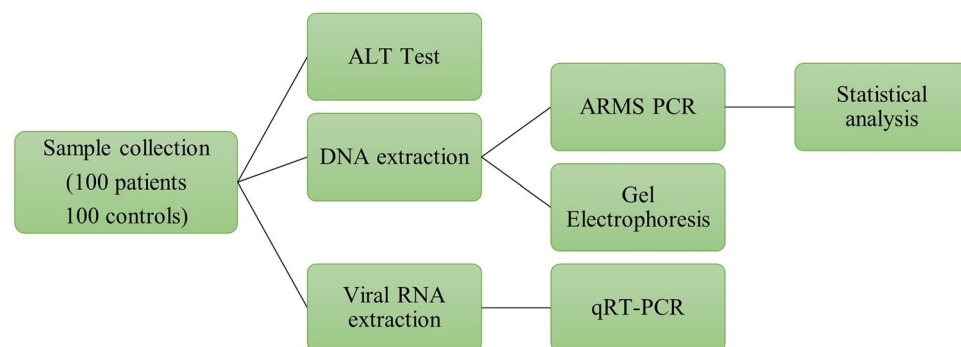 Sample collection
(100 patients
100 controls)
ALT Test
DNA extraction
Viral RNA
extraction
ARMS PCR
Gel
Electrophoresis
qRT-PCR
Statistical
analysis